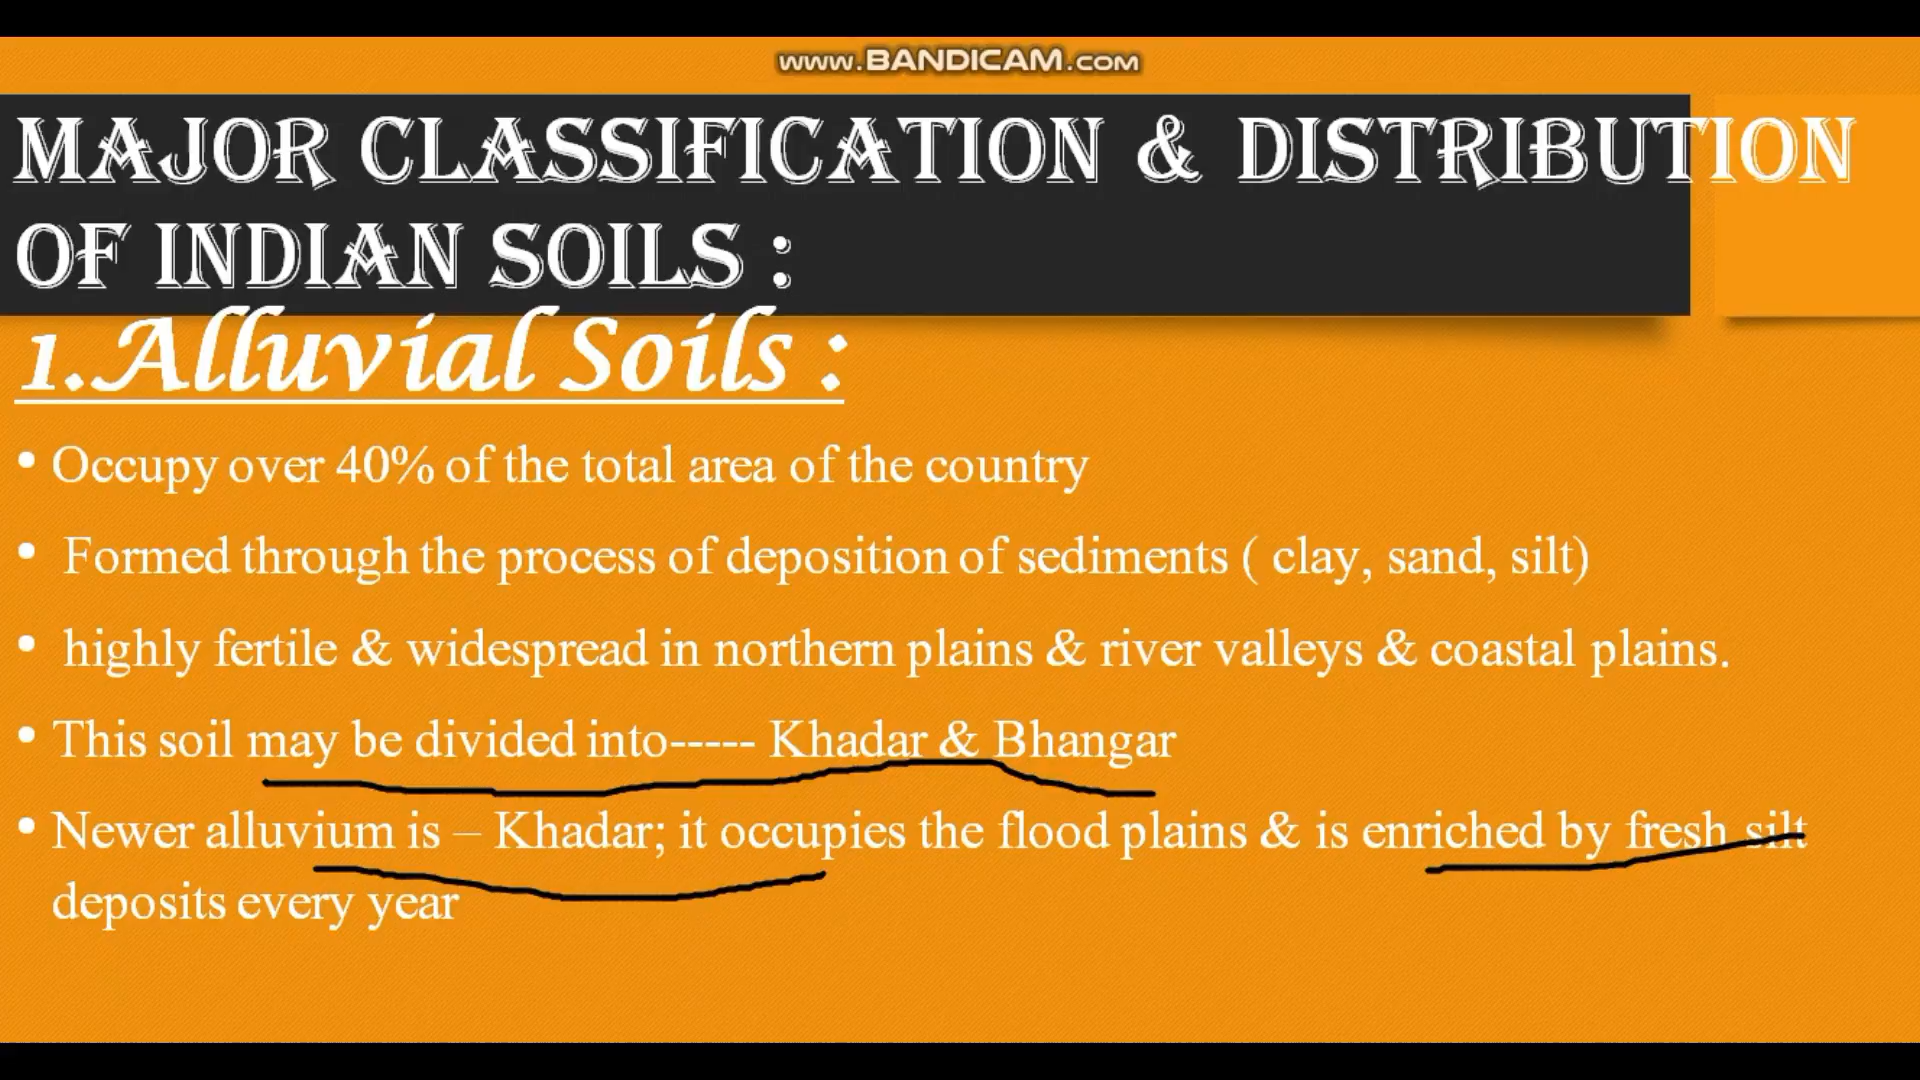 www.BANDICAM.com
MAJOR CLASSIFICATION & DISTRIBUTION
OF INDIAN SOILS :
1.Alluvial Soils :
• Occupy over 40% of the total area of the country
• Formed through the process of deposition of sediments ( clay, sand, silt)
• highly fertile & widespread in northern plains & river valleys & coastal plains.
• This soil may be divided into----- Khadar & Bhangar
• Newer alluvium is – Khadar; it occupies the flood plains & is enriched by fresh silt
deposits every year